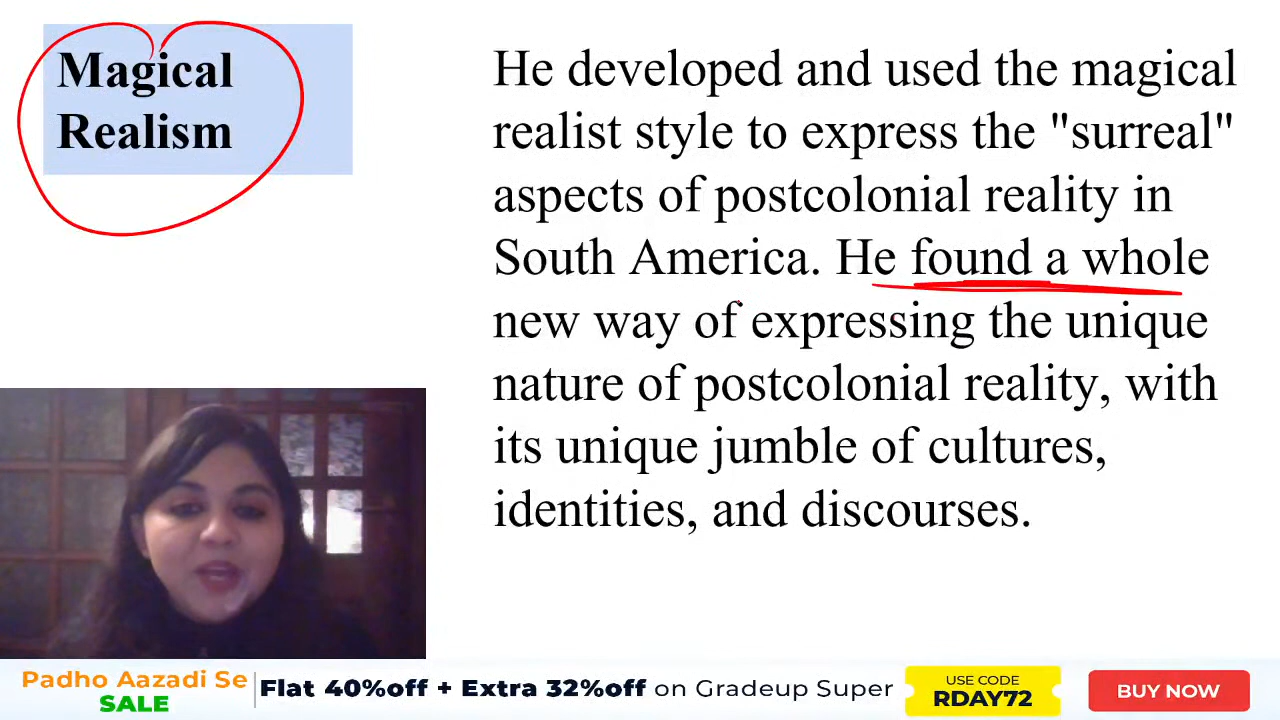 Magical
Realism
He developed and used the magical
realist style to express the "surreal"
aspects of postcolonial reality in
South America. He found a whole
new way of expressing the unique
nature of postcolonial reality, with
its unique jumble of cultures,
identities, and discourses.
Padho Aazadi Se
SALE
Flat 40%off + Extra 32%off on Gradeup Super
USE CODE
RDAY72
BUY NOW